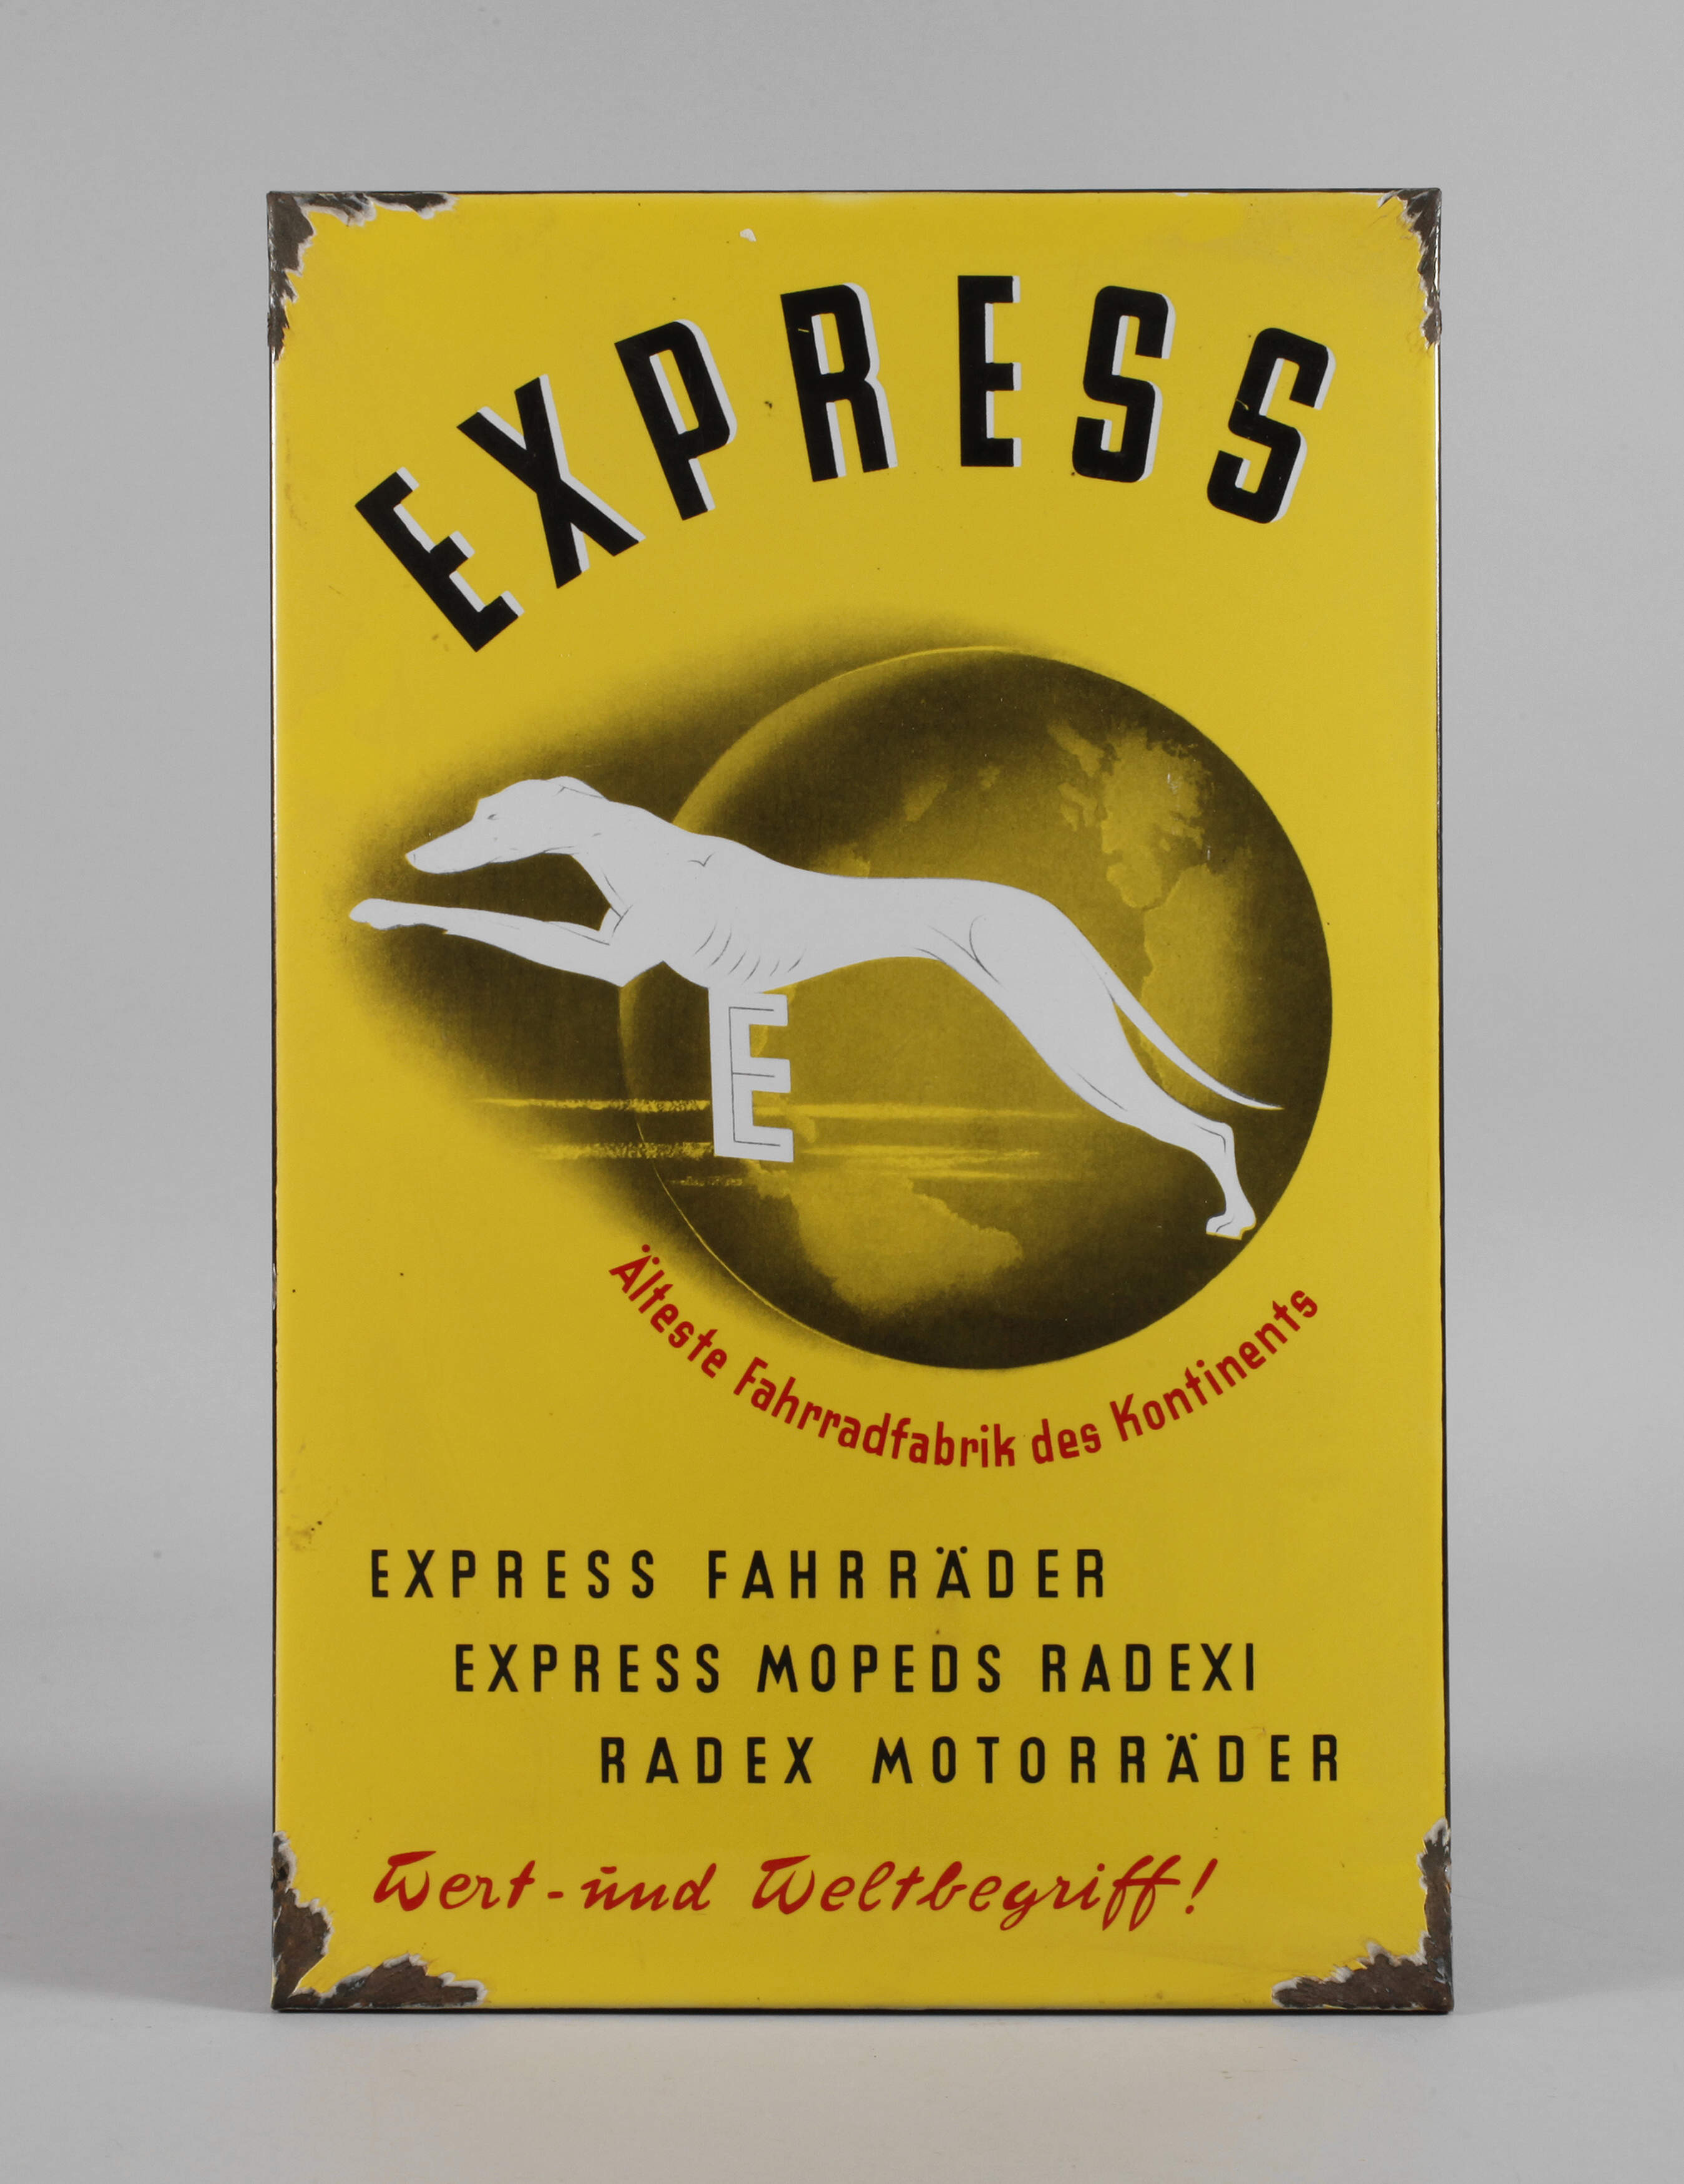 EXPRESS
E
Älteste Fahrradfabrik des Kontinents
EXPRESS FAHRRÄDER
EXPRESS MOPEDS RADEXI
RADEX MOTORRÄDER
Wert-und Weltbegriff!